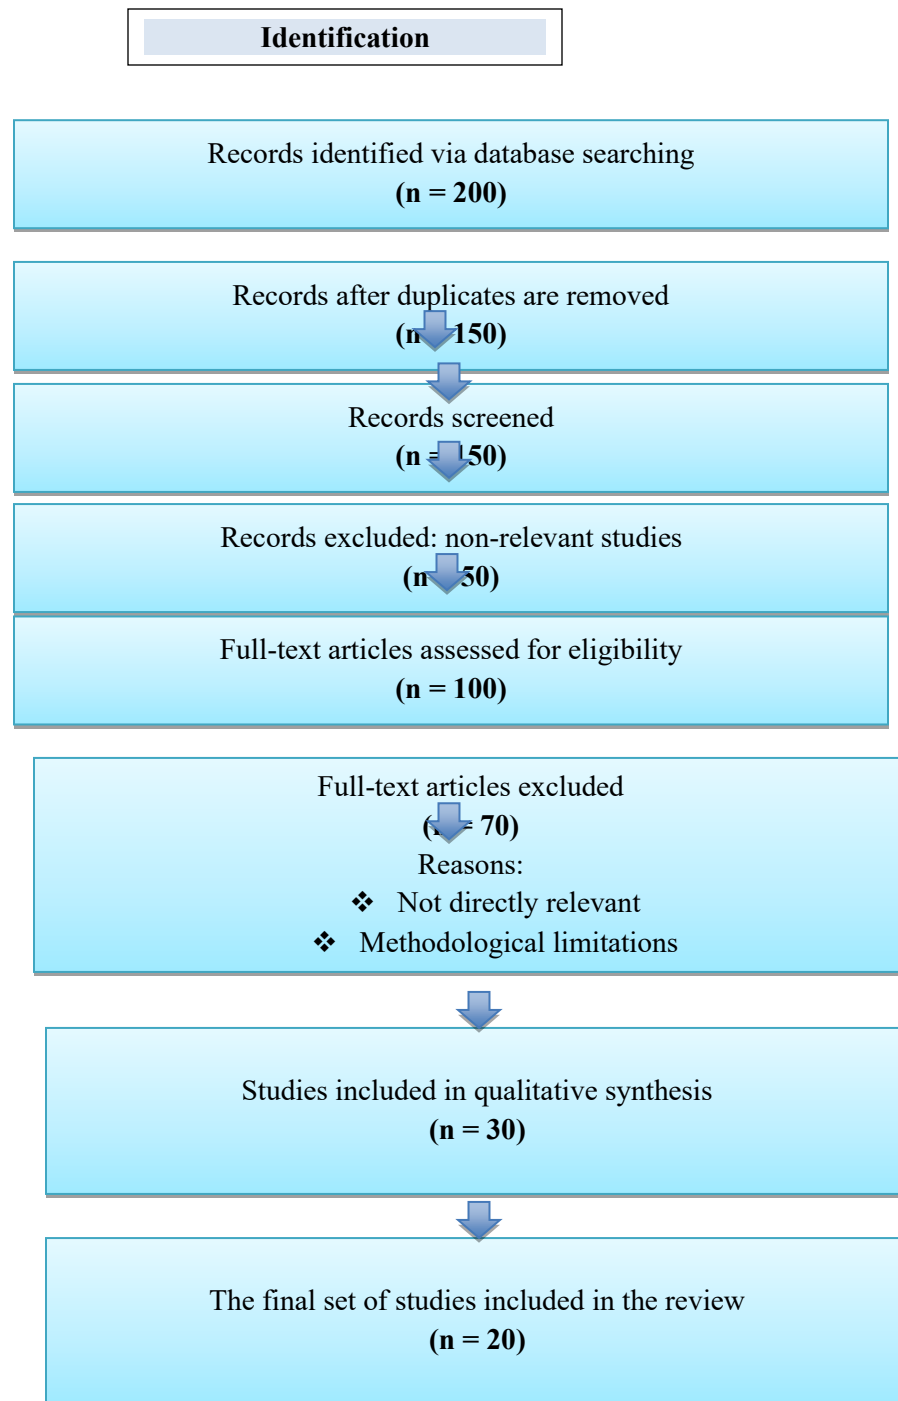 Identification
Records identified via database searching
(n = 200)
Records after duplicates are removed
(n = 150)
Records screened
(n = 150)
Records excluded: non-relevant studies
(n = 50)
Full-text articles assessed for eligibility
(n = 100)
Full-text articles excluded
(n = 70)
Reasons:
❖ Not directly relevant
❖ Methodological limitations
Studies included in qualitative synthesis
(n = 30)
The final set of studies included in the review
(n = 20)